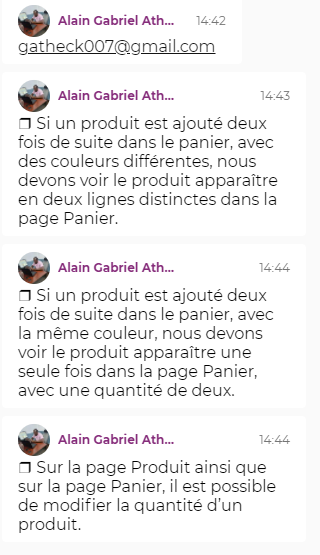 Alain Gabriel Ath... 14:42
gatheck007@gmail.com
Alain Gabriel Ath... 14:43
❒ Si un produit est ajouté deux
fois de suite dans le panier, avec
des couleurs différentes, nous
devons voir le produit apparaître
en deux lignes distinctes dans la
page Panier.
Alain Gabriel Ath... 14:44
❒ Si un produit est ajouté deux
fois de suite dans le panier, avec
la même couleur, nous devons
voir le produit apparaître une
seule fois dans la page Panier,
avec une quantité de deux.
Alain Gabriel Ath... 14:44
❒ Sur la page Produit ainsi que
sur la page Panier, il est possible
de modifier la quantité d'un
produit.